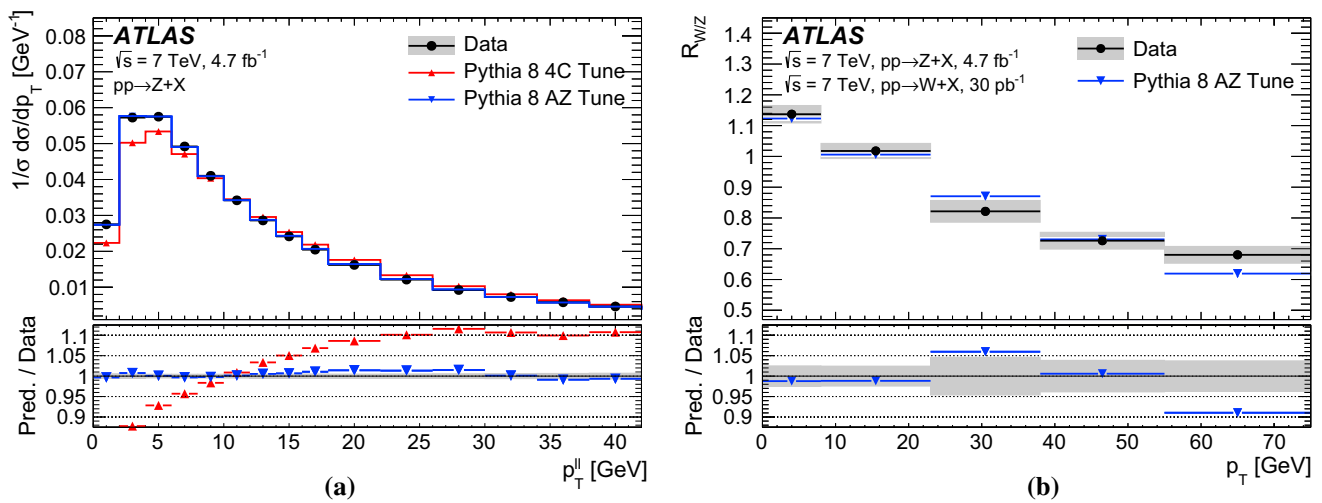 1/σ dσ/dp_T [GeV⁻¹]
0.08
0.07
0.06
0.05
0.04
0.03
0.02
0.01
ATLAS
√s = 7 TeV, 4.7 fb⁻¹
pp→Z+X
Data
Pythia 8 4C Tune
Pythia 8 AZ Tune
Pred. / Data
1.1
1.05
1
0.95
0.9
0 5 10 15 20 25 30 35 40
p_T^ll [GeV]
(a)
R_W/Z
1.4
1.3
1.2
1.1
1
0.9
0.8
0.7
0.6
0.5
ATLAS
√s = 7 TeV, pp→Z+X, 4.7 fb⁻¹
√s = 7 TeV, pp→W+X, 30 pb⁻¹
Data
Pythia 8 AZ Tune
Pred. / Data
1.1
1.05
1
0.95
0.9
0 10 20 30 40 50 60 70
p_T [GeV]
(b)